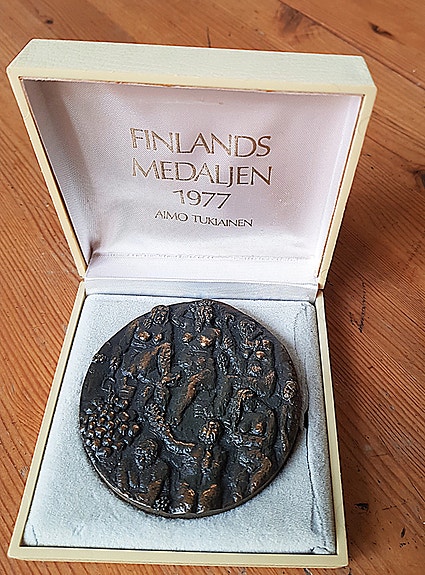 FINLANDS
MEDALJEN
1977
AIMO TUKIAINEN